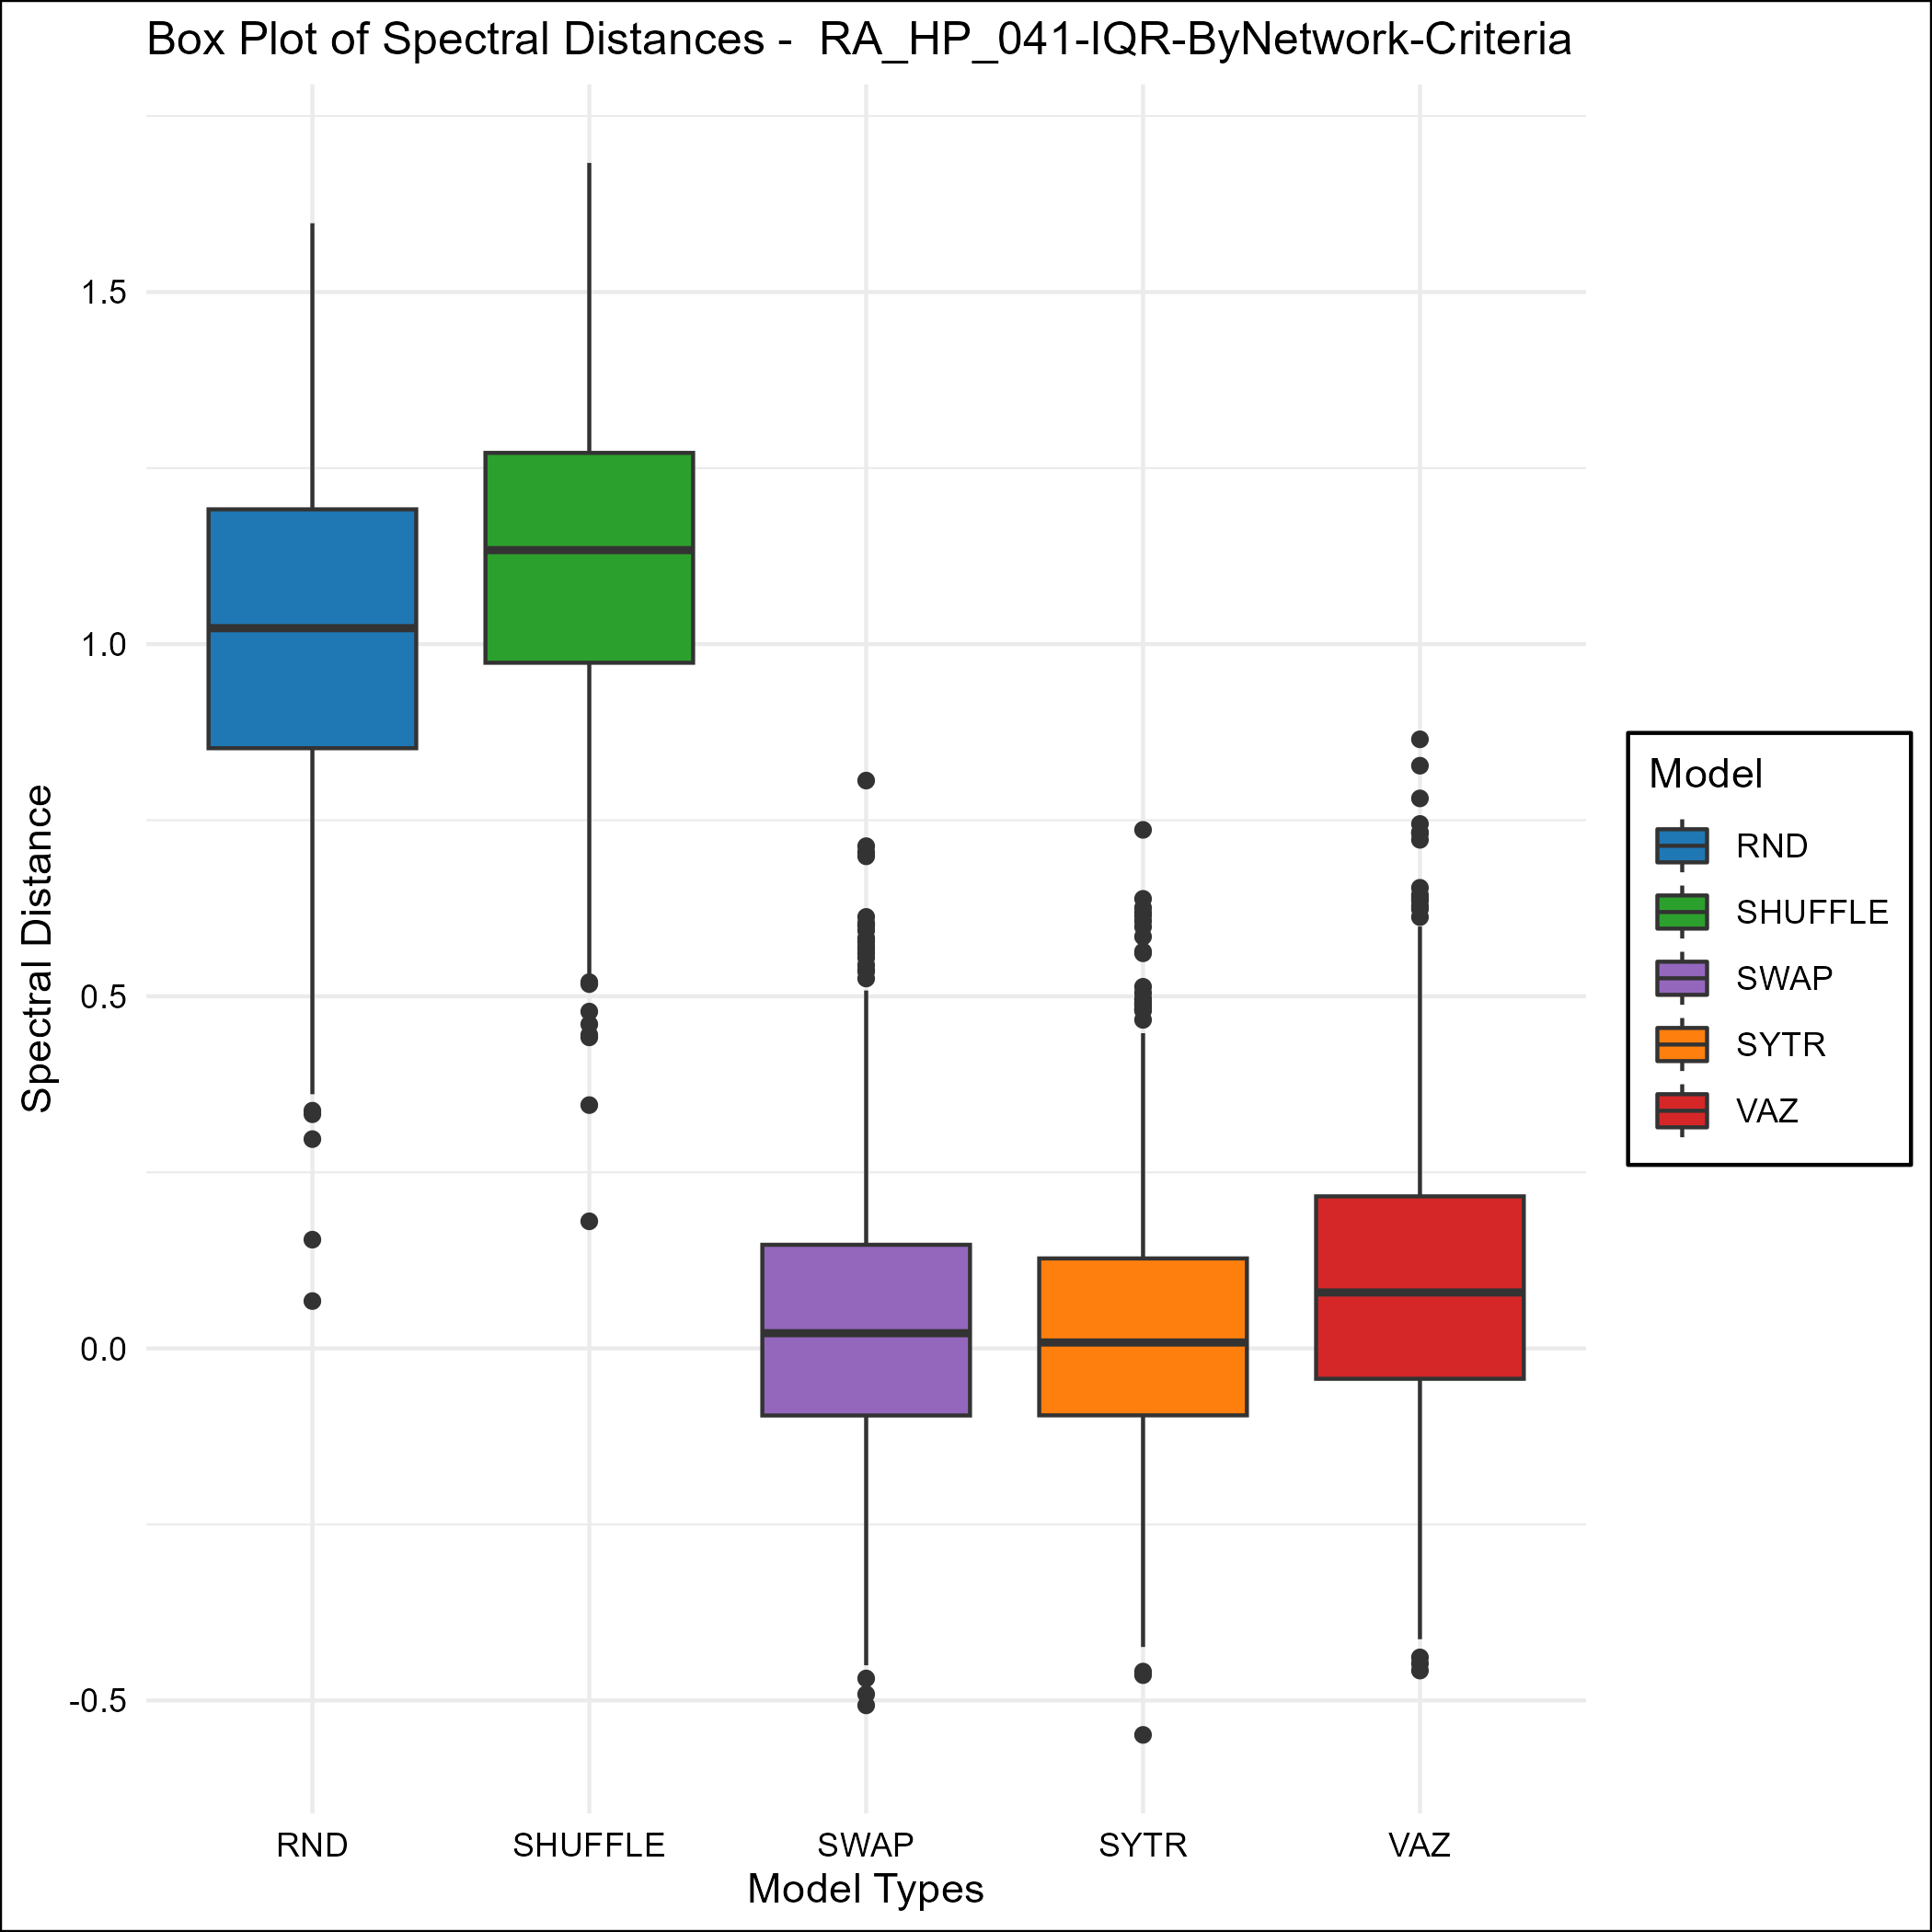 Box Plot of Spectral Distances -  RA_HP_041-IQR-ByNetwork-Criteria
Spectral Distance
1.5
1.0
0.5
0.0
-0.5
RND
SHUFFLE
SWAP
SYTR
VAZ
Model Types
Model
RND
SHUFFLE
SWAP
SYTR
VAZ